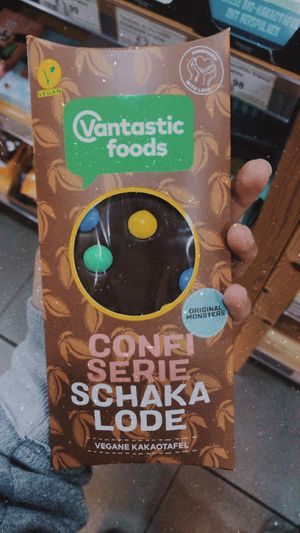 VEGAN
HANDMADE
WITH LOVE
Vantastic
foods
ORIGINAL
MONSTERS
CONFI
SERIE
SCHAKA
LODE
VEGANE KAKAOTAFEL